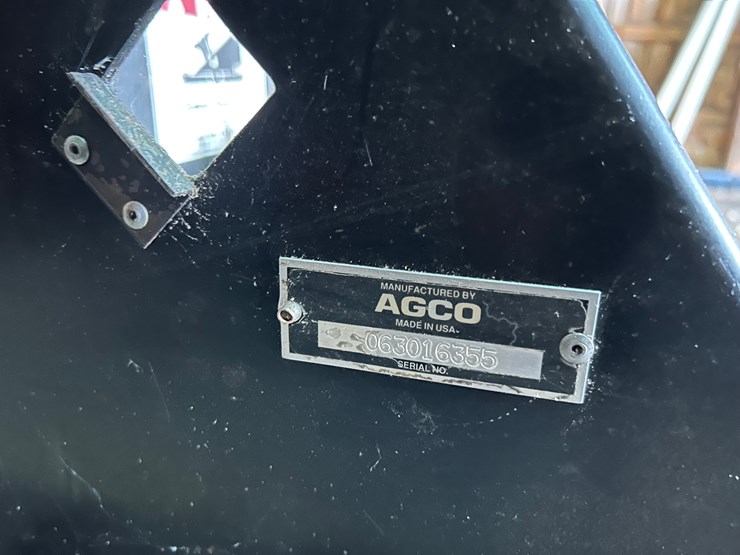 MANUFACTURED BY
AGCO
MADE IN USA
063016355
SERIAL NO.